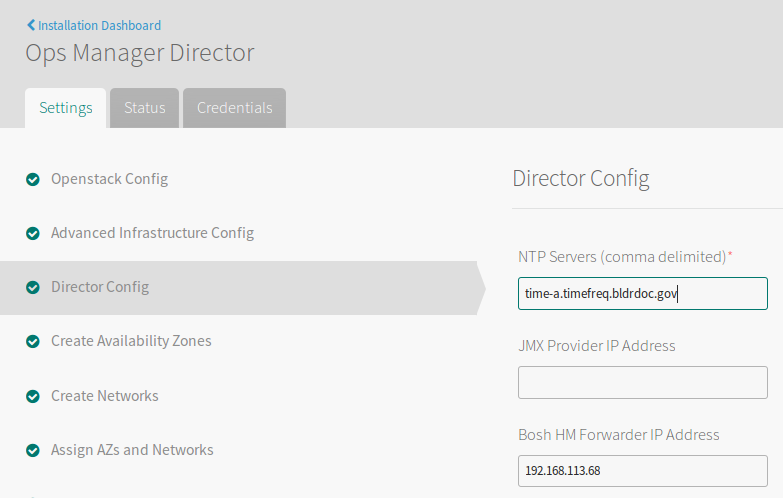 Installation Dashboard
Ops Manager Director
Settings
Status
Credentials
Openstack Config
Advanced Infrastructure Config
Director Config
Create Availability Zones
Create Networks
Assign AZs and Networks
Director Config
NTP Servers (comma delimited)*
time-a.timefreq.bldrdoc.gov
JMX Provider IP Address
Bosh HM Forwarder IP Address
192.168.113.68